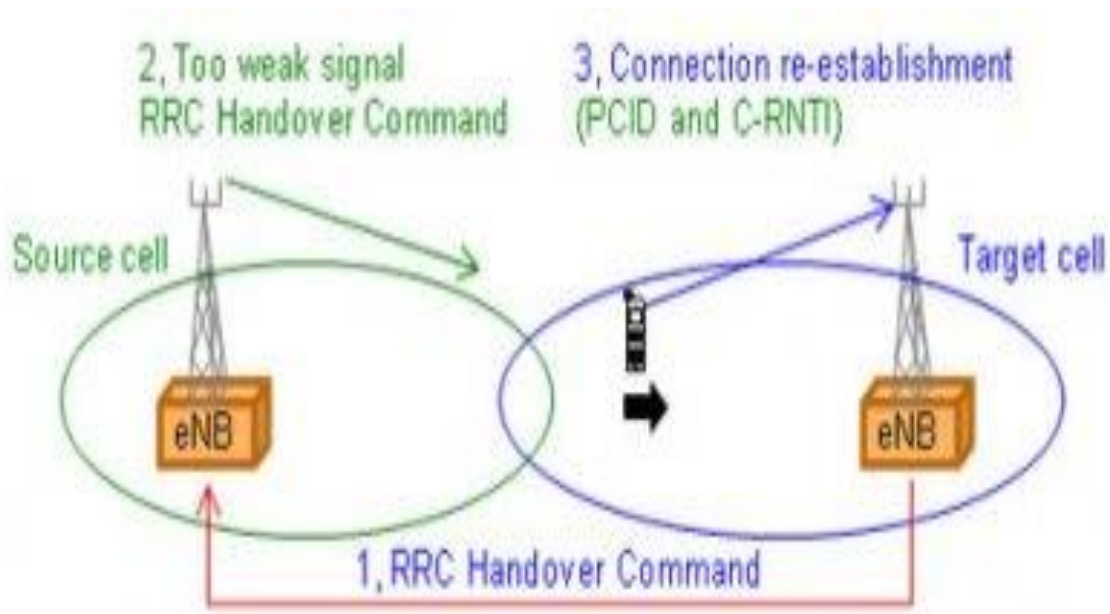 2, Too weak signal
RRC Handover Command
3, Connection re-establishment
(PCID and C-RNTI)
Source cell
Target cell
eNB
eNB
1, RRC Handover Command